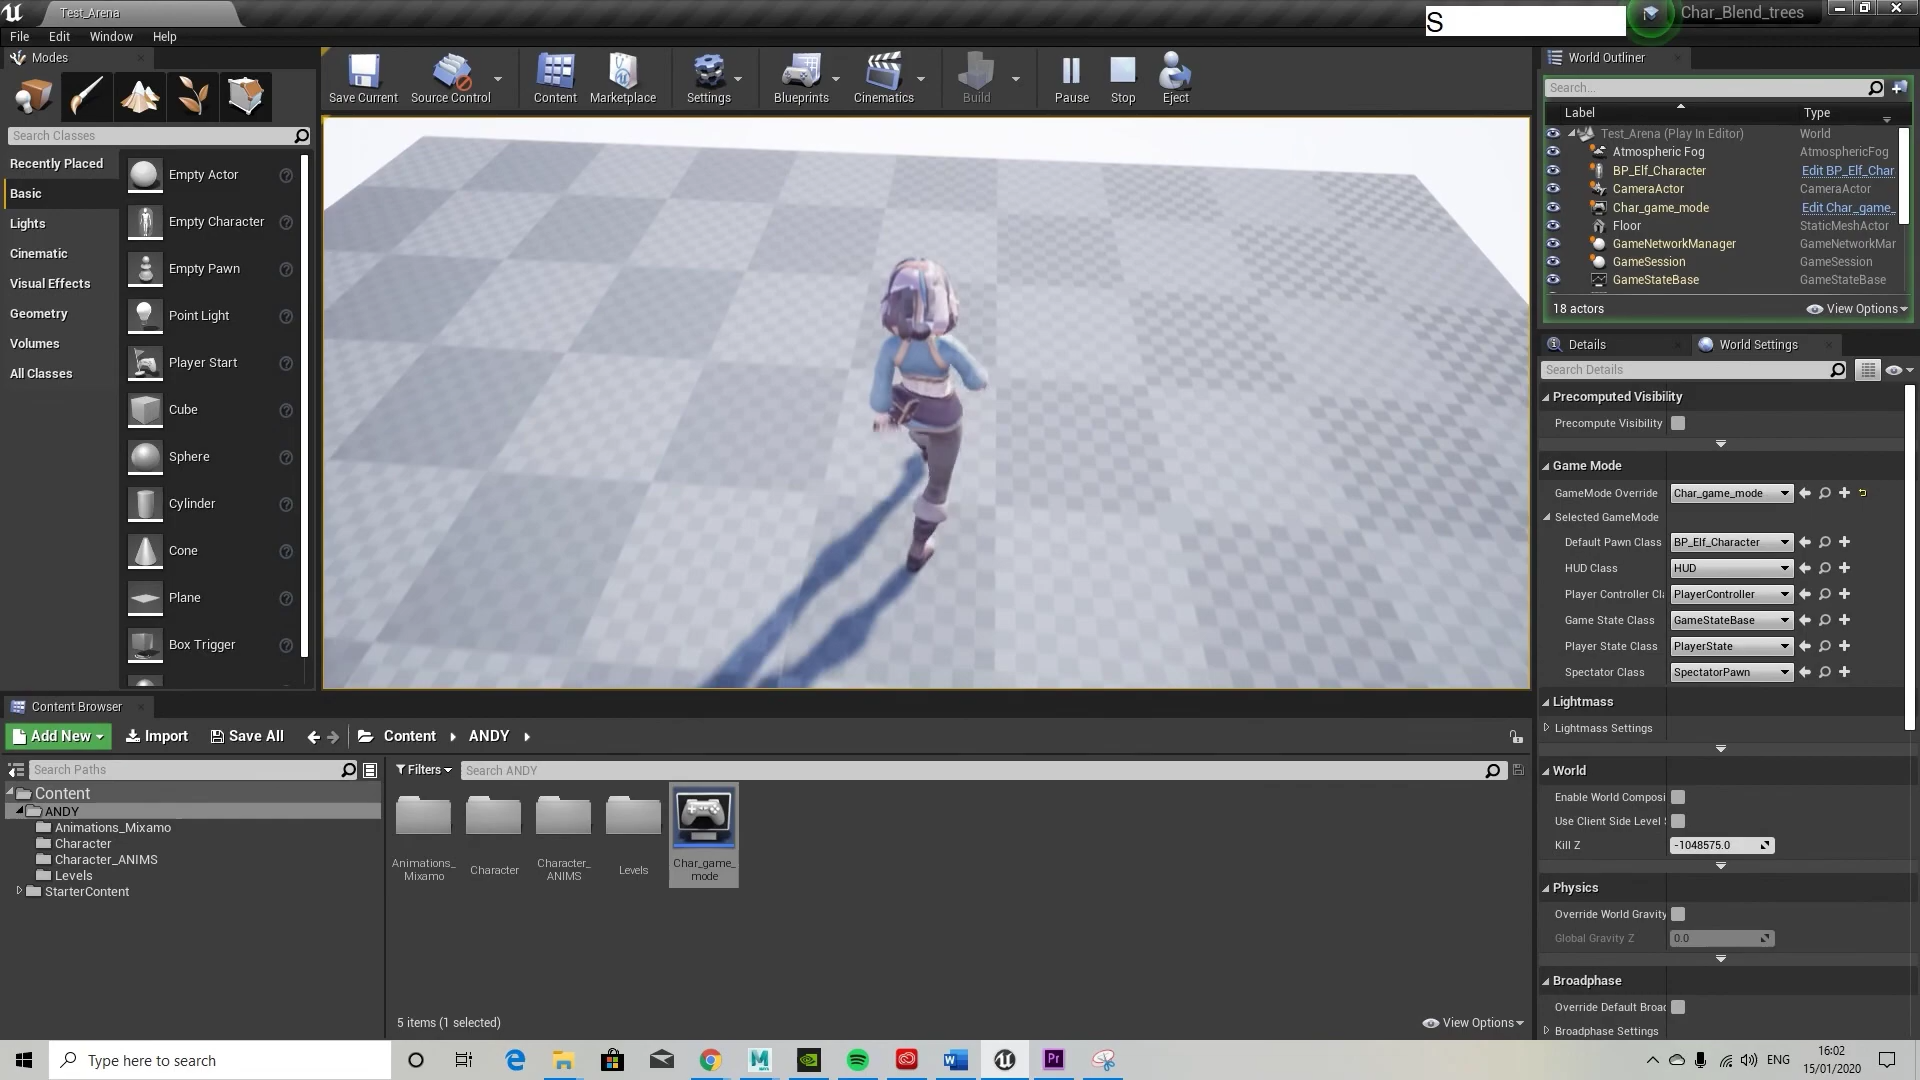 Test_Arena
S
Char_Blend_trees
File Edit Window Help
Modes
Save Current
Source Control
Content
Marketplace
Settings
Blueprints
Cinematics
Build
Pause
Stop
Eject
Search Classes
Recently Placed
Basic
Lights
Cinematic
Visual Effects
Geometry
Volumes
All Classes
Empty Actor
Empty Character
Empty Pawn
Point Light
Player Start
Cube
Sphere
Cylinder
Cone
Plane
Box Trigger
World Outliner
Search...
Label Type
Test_Arena (Play In Editor) World
Atmospheric Fog AtmosphericFog
BP_Elf_Character Edit BP_Elf_Char
CameraActor CameraActor
Char_game_mode Edit Char_game_
Floor StaticMeshActor
GameNetworkManager GameNetworkMar
GameSession GameSession
GameStateBase GameStateBase
18 actors View Options
Details World Settings
Search Details
Precomputed Visibility
Precompute Visibility
Game Mode
GameMode Override Char_game_mode
Selected GameMode
Default Pawn Class BP_Elf_Character
HUD Class HUD
Player Controller Cl PlayerController
Game State Class GameStateBase
Player State Class PlayerState
Spectator Class SpectatorPawn
Lightmass
Lightmass Settings
World
Enable World Composi
Use Client Side Level
Kill Z -1048575.0
Physics
Override World Gravity
Global Gravity Z 0.0
Broadphase
Override Default Broad
Broadphase Settings
Content Browser
Add New Import Save All Content ANDY
Search Paths
Filters Search ANDY
Content
ANDY
Animations_Mixamo
Character
Character_ANIMS
Levels
StarterContent
Animations_
Mixamo
Character
Character_
ANIMS
Levels
Char_game_
mode
5 items (1 selected) View Options
Type here to search
ENG
16:02
15/01/2020